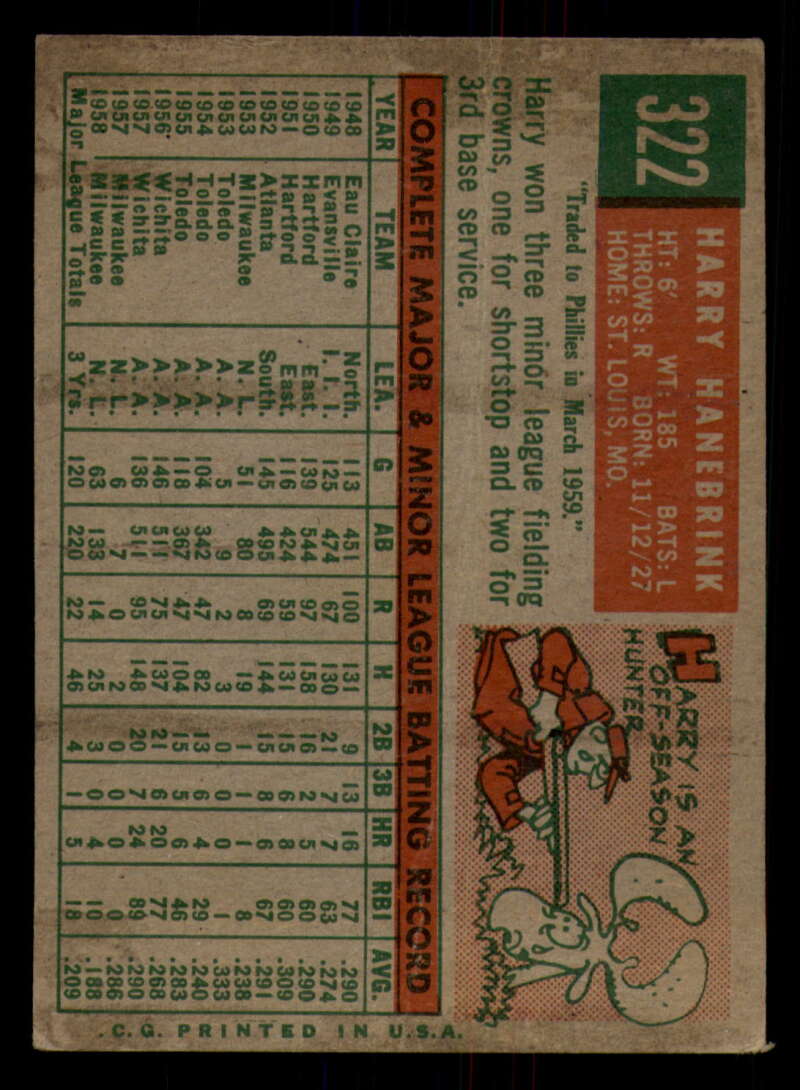 322
HARRY HANEBRINK
HT: 6' WT: 185 BATS: L
THROWS: R BORN: 11/12/27
HOME: ST. LOUIS, MO.
"Traded to Phillies in March 1959."
Harry won three minor league fielding
crowns, one for shortstop and two for
3rd base service.
HARRY IS AN
OFF-SEASON
HUNTER
COMPLETE MAJOR & MINOR LEAGUE BATTING RECORD
YEAR TEAM LEA. G AB R H 2B 3B HR RBI AVG.
1948 Eau Claire North. 113 451 100 131 9 13 16 77 .290
1949 Evansville I.I.I. 125 474 67 130 21 7 7 63 .274
1950 Hartford East. 139 544 97 158 16 2 5 60 .290
1951 Hartford East. 116 424 59 131 15 6 8 60 .309
1952 Atlanta South. 145 495 69 144 15 8 6 67 .291
1953 Milwaukee N.L. 51 80 8 19 1 1 1 8 .238
1953 Toledo A.A. 5 9 2 3 0 0 0 1 .333
1954 Toledo A.A. 104 342 47 82 13 6 4 29 .240
1955 Toledo A.A. 118 367 47 104 15 5 6 46 .283
1956 Wichita A.A. 146 511 75 137 21 6 20 77 .268
1957 Wichita A.A. 136 511 95 148 20 7 24 89 .290
1957 Milwaukee N.L. 6 7 0 2 0 0 0 0 .286
1958 Milwaukee N.L. 63 133 14 25 3 0 4 10 .188
Major League Totals 3 Yrs. 120 220 22 46 4 1 5 18 .209
.C.G. PRINTED IN U.S.A.